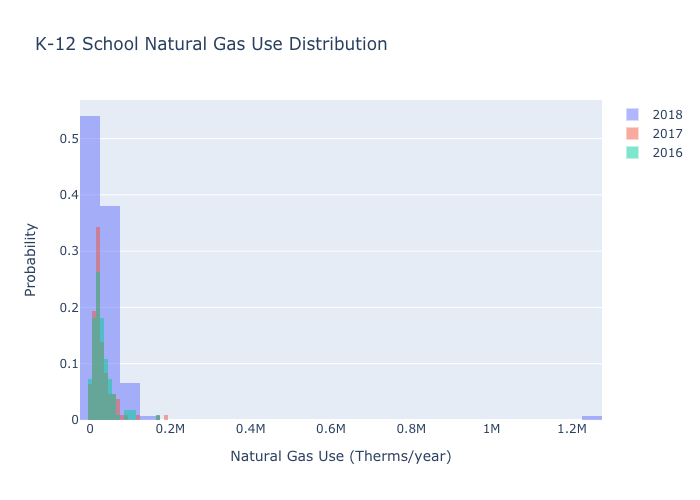 K-12 School Natural Gas Use Distribution
2018
2017
2016
0.5
0.4
0.3
0.2
0.1
0
Probability
0 0.2M 0.4M 0.6M 0.8M 1M 1.2M
Natural Gas Use (Therms/year)